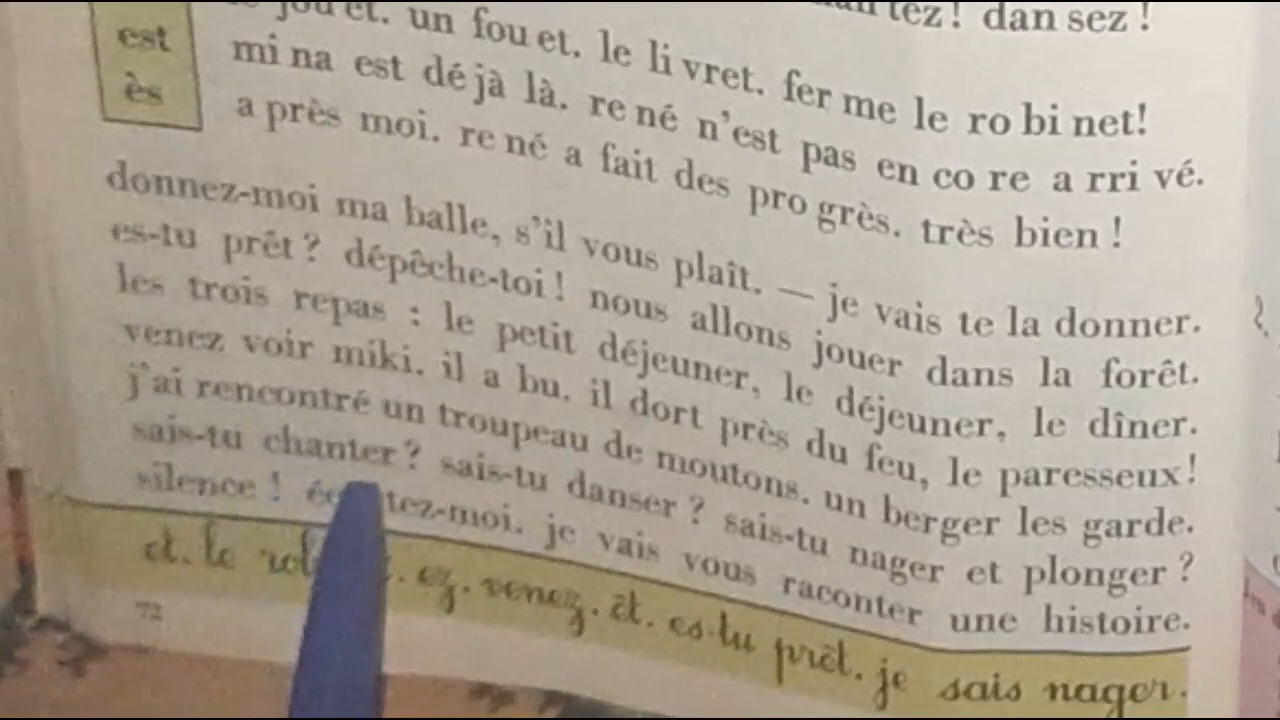 tez! dan sez!
est
jou et. un fou et. le li vret. fer me le ro bi net!
ès
mi na est dé jà là. re né n'est pas en co re a rri vé.
a près moi. re né a fait des pro grès. très bien!
donnez-moi ma balle, s'il vous plaît. — je vais te la donner.
es-tu prêt? dépêche-toi! nous allons jouer dans la forêt.
les trois repas : le petit déjeuner, le déjeuner, le dîner.
venez voir miki. il a bu. il dort près du feu, le paresseux!
j'ai rencontré un troupeau de moutons. un berger les garde.
sais-tu chanter? sais-tu danser? sais-tu nager et plonger?
silence! tez-moi. je vais vous raconter une histoire.
et. le ez. venez. êt. es-tu prêt. je sais nager.
72